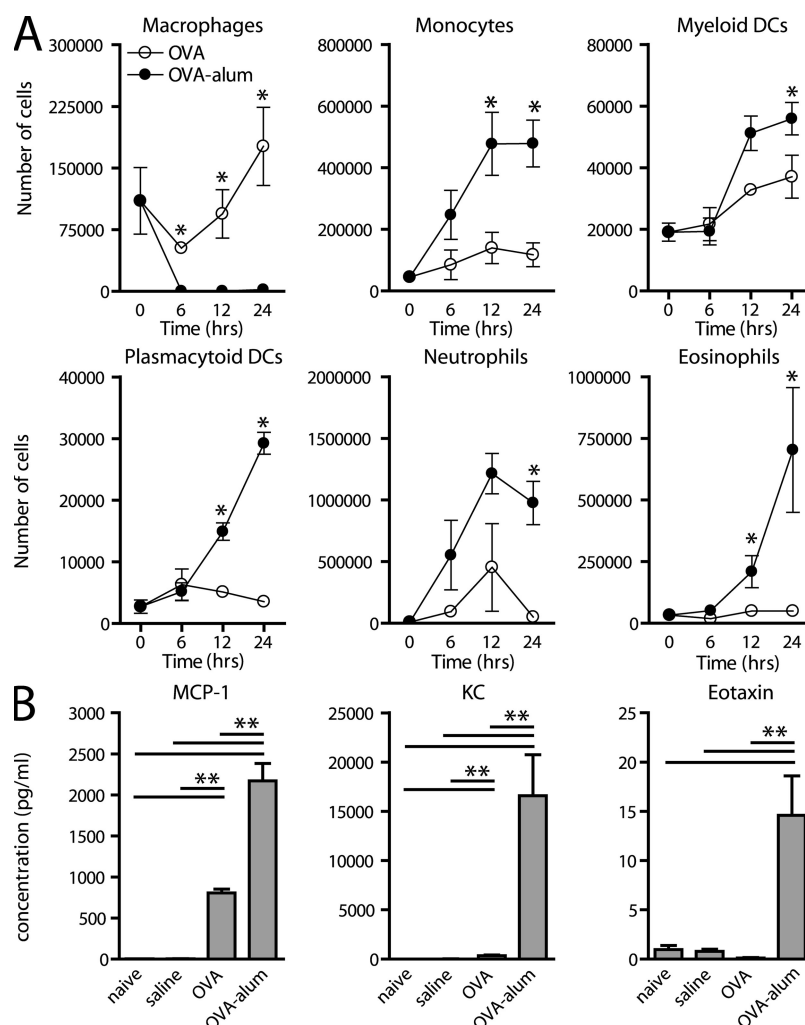 A
Macrophages
Monocytes
Myeloid DCs
300000
225000
150000
75000
0
Number of cells
OVA
OVA-alum
*
*
*
0 6 12 24
Time (hrs)
800000
600000
400000
200000
0
* *
0 6 12 24
Time (hrs)
80000
60000
40000
20000
0
*
0 6 12 24
Time (hrs)
Plasmacytoid DCs
Neutrophils
Eosinophils
40000
30000
20000
10000
0
Number of cells
*
*
0 6 12 24
Time (hrs)
2000000
1500000
1000000
500000
0
*
0 6 12 24
Time (hrs)
1000000
750000
500000
250000
0
*
*
0 6 12 24
Time (hrs)
B
MCP-1
KC
Eotaxin
3000
2500
2000
1500
1000
500
0
concentration (pg/ml)
**
**
naive saline OVA OVA-alum
25000
20000
15000
10000
5000
0
**
**
naive saline OVA OVA-alum
25
20
15
10
5
0
**
naive saline OVA OVA-alum